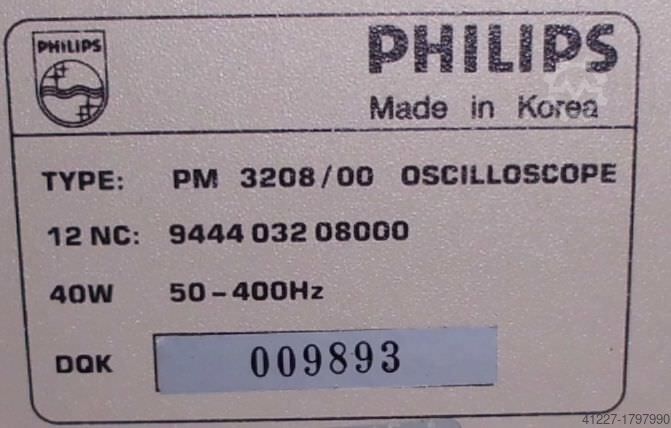 PHILIPS
PHILIPS
Made in Korea
TYPE: PM 3208/00 OSCILLOSCOPE
12 NC: 9444 032 08000
40W 50-400Hz
DQK 009893
41227-1797990